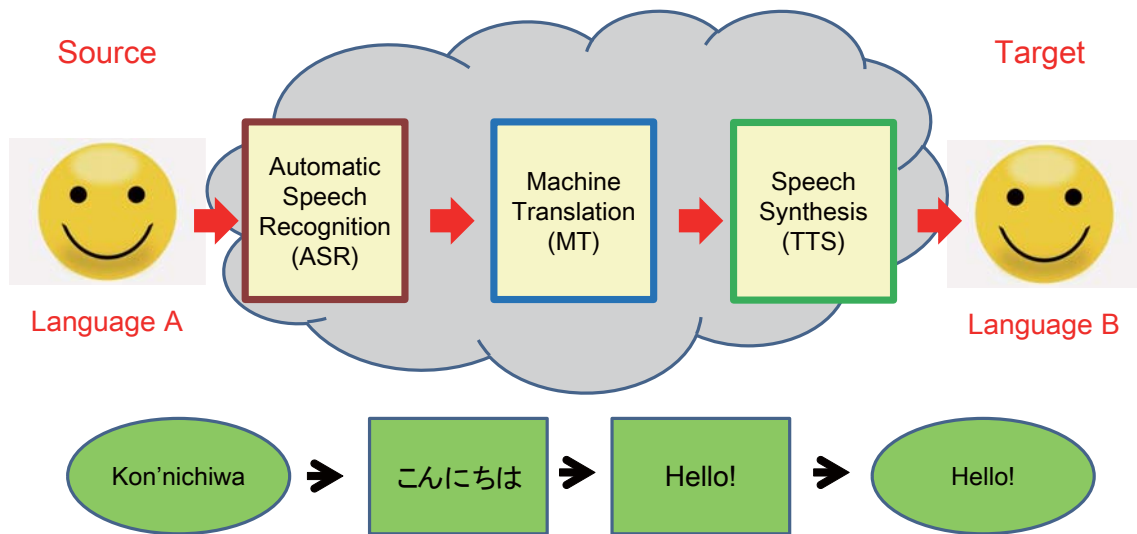 Source
Target
Automatic
Speech
Recognition
(ASR)
Machine
Translation
(MT)
Speech
Synthesis
(TTS)
Language A
Language B
Kon’nichiwa
こんにちは
Hello!
Hello!